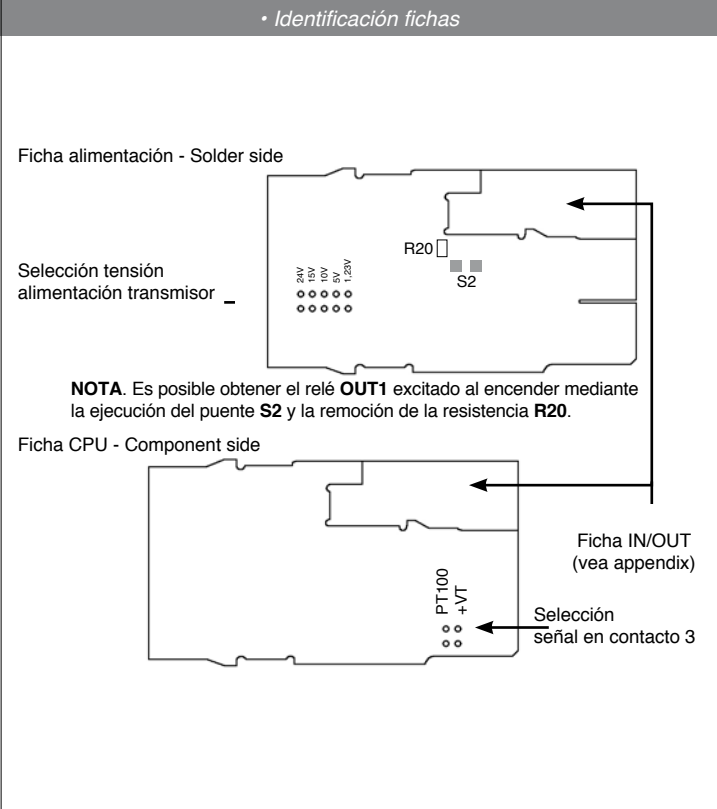 • Identificación fichas
Ficha alimentación - Solder side
R20
S2
Selección tensión
alimentación transmisor
24V
15V
10V
5V
1,23V
NOTA. Es posible obtener el relé OUT1 excitado al encender mediante
la ejecución del puente S2 y la remoción de la resistencia R20.
Ficha CPU - Component side
Ficha IN/OUT
(vea appendix)
PT100
+VT
Selección
señal en contacto 3